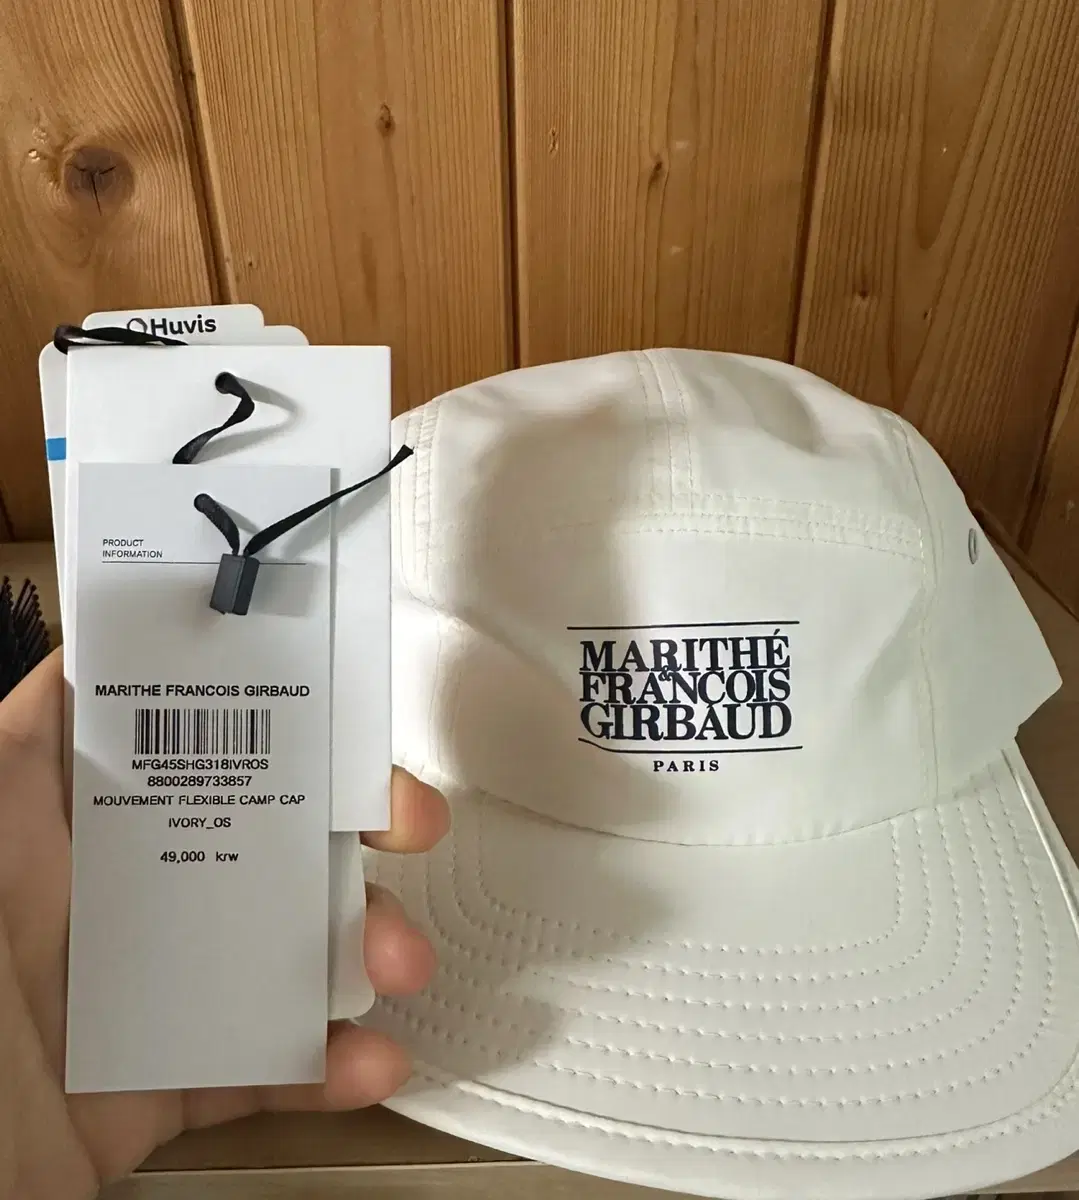 Huvis
PRODUCT
INFORMATION
MARITHE FRANCOIS GIRBAUD
MFG45SHG318IVROS
8800289733857
MOUVEMENT FLEXIBLE CAMP CAP
IVORY_OS
49,000 krw
MARITHÉ
&
FRANÇOIS
GIRBAUD
PARIS